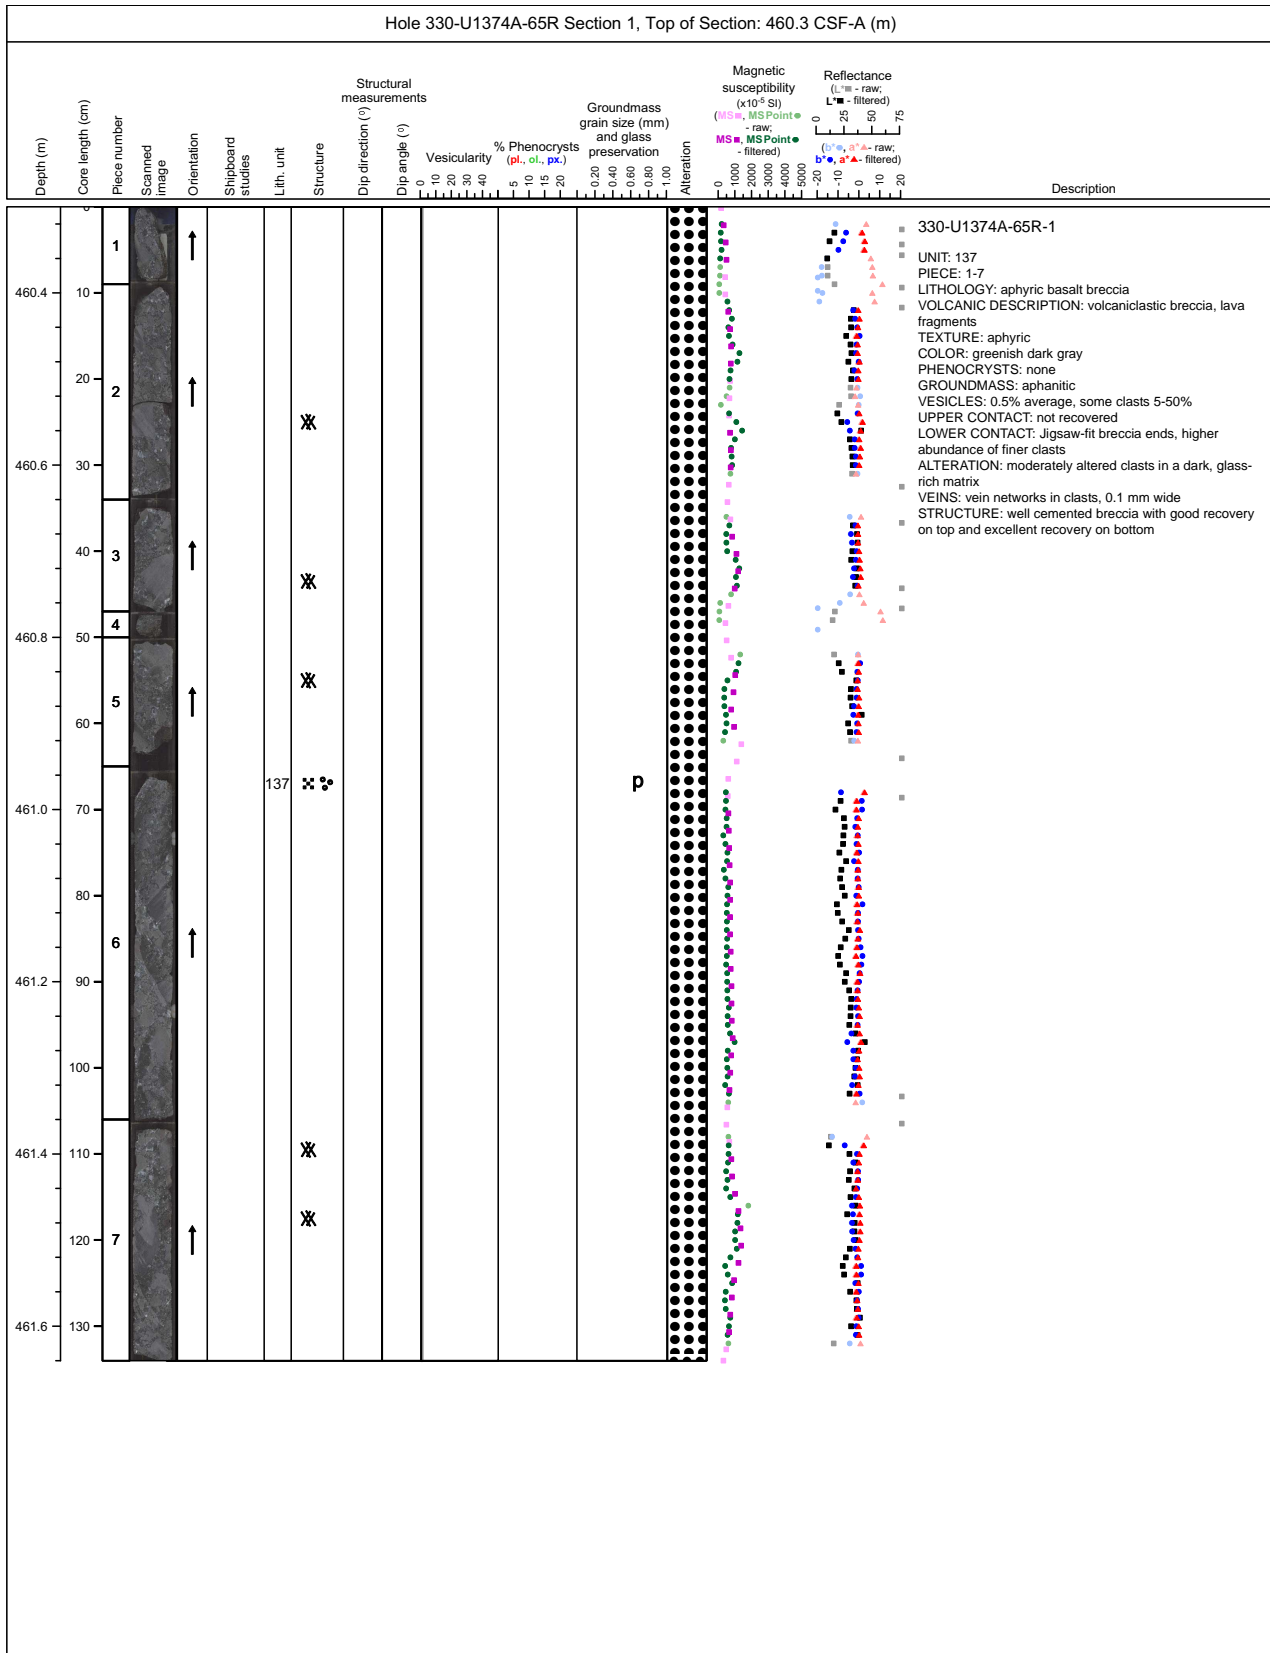 Hole 330-U1374A-65R Section 1, Top of Section: 460.3 CSF-A (m)
Depth (m)
Core length (cm)
Piece number
Scanned
image
Orientation
Shipboard
studies
Lith. unit
Structure
Structural
measurements
Dip direction (⁰)
Dip angle (⁰)
Vesicularity
0 10 20 30 40
% Phenocrysts
(pl., ol., px.)
5 10 15 20
Groundmass
grain size (mm)
and glass
preservation
0.20 0.40 0.60 0.80 1.00
Alteration
Magnetic
susceptibility
(x10⁻⁵ SI)
(MS■, MSPoint●
- raw;
MS■, MSPoint●
- filtered)
0 1000 2000 3000 4000 5000
Reflectance
(L*■ - raw;
L*■ - filtered)
0 25 50 75
(b*●, a*▲- raw;
b*●, a*▲- filtered)
-20 -10 0 10 20
Description
0
1
460.4
10
20
2
460.6
30
3
40
4
460.8
50
5
60
137
p
461.0
70
80
6
461.2
90
100
461.4
110
7
120
461.6
130
330-U1374A-65R-1
UNIT: 137
PIECE: 1-7
LITHOLOGY: aphyric basalt breccia
VOLCANIC DESCRIPTION: volcaniclastic breccia, lava
fragments
TEXTURE: aphyric
COLOR: greenish dark gray
PHENOCRYSTS: none
GROUNDMASS: aphanitic
VESICLES: 0.5% average, some clasts 5-50%
UPPER CONTACT: not recovered
LOWER CONTACT: Jigsaw-fit breccia ends, higher
abundance of finer clasts
ALTERATION: moderately altered clasts in a dark, glass-
rich matrix
VEINS: vein networks in clasts, 0.1 mm wide
STRUCTURE: well cemented breccia with good recovery
on top and excellent recovery on bottom